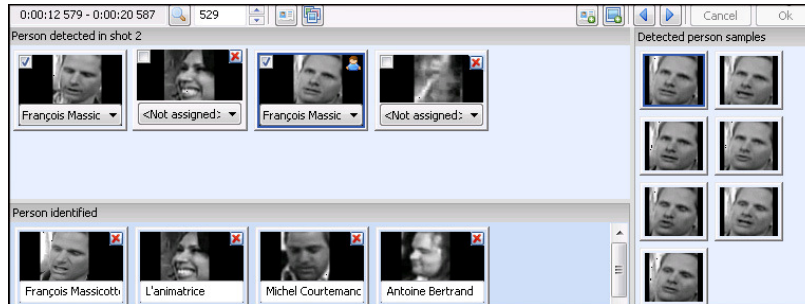 0:00:12 579 - 0:00:20 587 529 Cancel Ok
Person detected in shot 2
François Massic <Not assigned> François Massic <Not assigned>
Detected person samples
Person identified
François Massicott L'animatrice Michel Courtemanc Antoine Bertrand